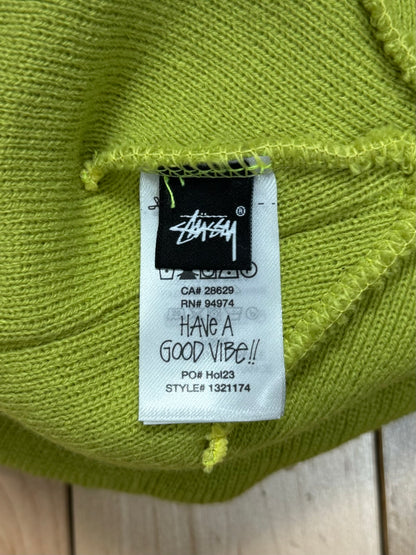 STÜSSY ®
CA# 28629
RN# 94974
HAVE A
GOOD VIBE!!
PO# Hol23
STYLE# 1321174